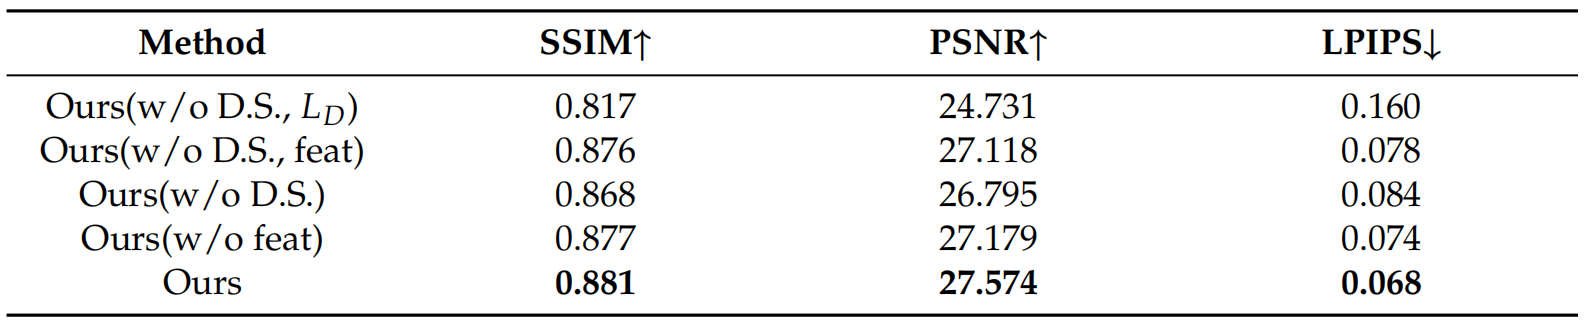 Method SSIM↑ PSNR↑ LPIPS↓
Ours(w/o D.S., L_D) 0.817 24.731 0.160
Ours(w/o D.S., feat) 0.876 27.118 0.078
Ours(w/o D.S.) 0.868 26.795 0.084
Ours(w/o feat) 0.877 27.179 0.074
Ours 0.881 27.574 0.068